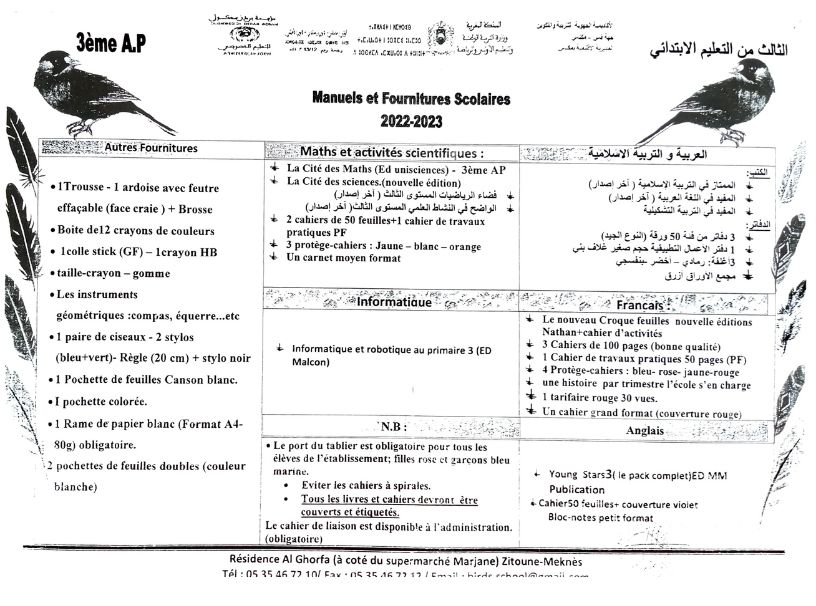 3ème A.P
المملكة المغربية
الثالث من التعليم الابتدائي
Manuels et Fournitures Scolaires
2022-2023
Autres Fournitures
• 1Trousse - 1 ardoise avec feutre
effaçable (face craie ) + Brosse
• Boite de12 crayons de couleurs
• 1colle stick (GF) – 1crayon HB
• taille-crayon – gomme
• Les instruments
géométriques :compas, équerre...etc
• 1 paire de ciseaux - 2 stylos
(bleu+vert)- Règle (20 cm) + stylo noir
• 1 Pochette de feuilles Canson blanc.
• I pochette colorée.
• 1 Rame de papier blanc (Format A4-
80g) obligatoire.
2 pochettes de feuilles doubles (couleur
blanche)
Maths et activités scientifiques :
La Cité des Maths (Ed unisciences) - 3ème AP
La Cité des sciences.(nouvelle édition)
فضاء الرياضيات المستوى الثالث ( آخر إصدار)
الواضح في النشاط العلمي المستوى الثالث( آخر إصدار)
2 cahiers de 50 feuilles+1 cahier de travaux
pratiques PF
3 protège-cahiers : Jaune – blanc – orange
Un carnet moyen format
العربية و التربية الاسلامية
الكتب:
الممتاز في التربية الاسلامية ( آخر إصدار)
المفيد في اللغة العربية ( آخر إصدار)
المفيد في التربية التشكيلية
الدفاتر:
3 دفاتر من فئة 50 ورقة (النوع الجيد)
1 دفتر الاعمال التطبيقية حجم صغير غلاف بني
3 اغلفة: رمادي – أخضر -بنفسجي
مجمع الاوراق ازرق
Informatique
Informatique et robotique au primaire 3 (ED
Malcon)
Français :
Le nouveau Croque feuilles nouvelle éditions
Nathan+cahier d'activités
3 Cahiers de 100 pages (bonne qualité)
1 Cahier de travaux pratiques 50 pages (PF)
4 Protège-cahiers : bleu- rose- jaune-rouge
une histoire par trimestre l'école s'en charge
1 tarifaire rouge 30 vues.
Un cahier grand format (couverture rouge)
N.B :
• Le port du tablier est obligatoire pour tous les
élèves de l'établissement; filles rose et garçons bleu
marine.
• Eviter les cahiers à spirales.
• Tous les livres et cahiers devront être
couverts et étiquetés.
Le cahier de liaison est disponible à l'administration.
(obligatoire)
Anglais
Young Stars3( le pack complet)ED MM
Publication
Cahier50 feuilles+ couverture violet
Bloc-notes petit format
Résidence Al Ghorfa (à coté du supermarché Marjane) Zitoune-Meknès
Tél : 05 35 46 72 10/ Fax : 05 35 46 72 12 / Email : birds.school@gmail.com